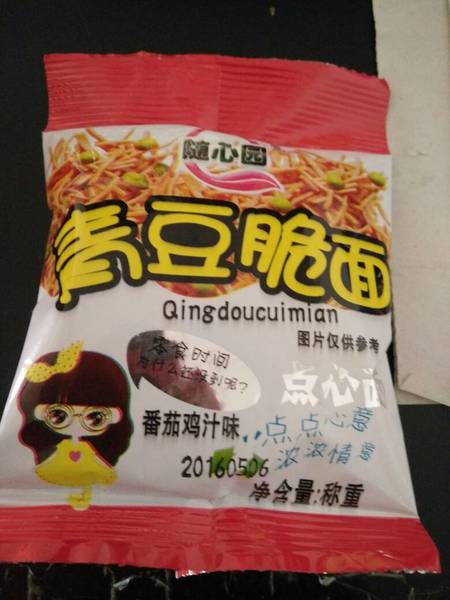 随心园
青豆脆面
Qingdoucuimian
图片仅供参考
零食时间
为什么还没到呢?
点心面
番茄鸡汁味
点点心意
浓浓情意
20160506
净含量:称重